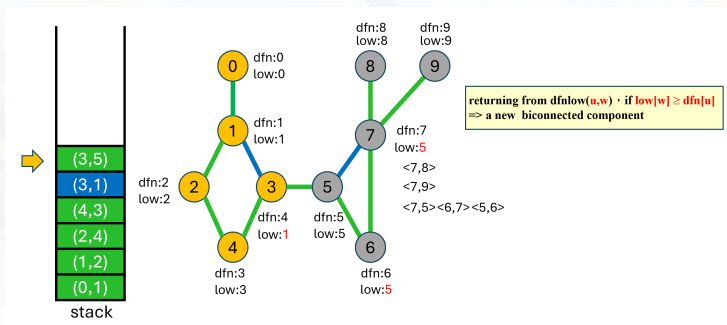 (3,5)
(3,1)
(4,3)
(2,4)
(1,2)
(0,1)
stack
0
dfn:0
low:0
1
dfn:1
low:1
dfn:2
low:2
2
3
dfn:4
low:1
4
dfn:3
low:3
5
dfn:5
low:5
6
dfn:6
low:5
7
dfn:7
low:5
dfn:8
low:8
8
dfn:9
low:9
9
<7,8>
<7,9>
<7,5><6,7><5,6>
returning from dfnlow(u,w),if low[w] ≥ dfn[u]
=> a new biconnected component